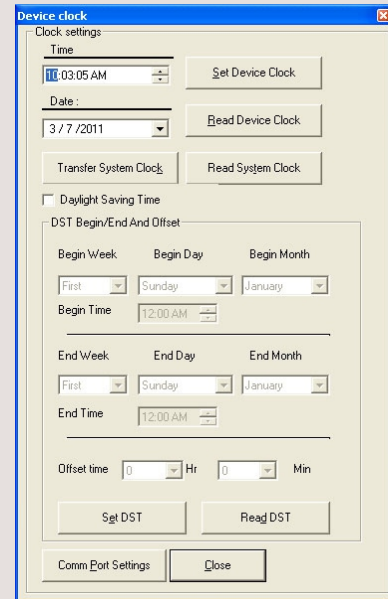 Device clock
Clock settings
Time
10:03:05 AM
Set Device Clock
Date :
3 / 7 /2011
Read Device Clock
Transfer System Clock
Read System Clock
Daylight Saving Time
DST Begin/End And Offset
Begin Week Begin Day Begin Month
First Sunday January
Begin Time 12:00 AM
End Week End Day End Month
First Sunday January
End Time 12:00 AM
Offset time 0 Hr 0 Min
Set DST Read DST
Comm Port Settings Close